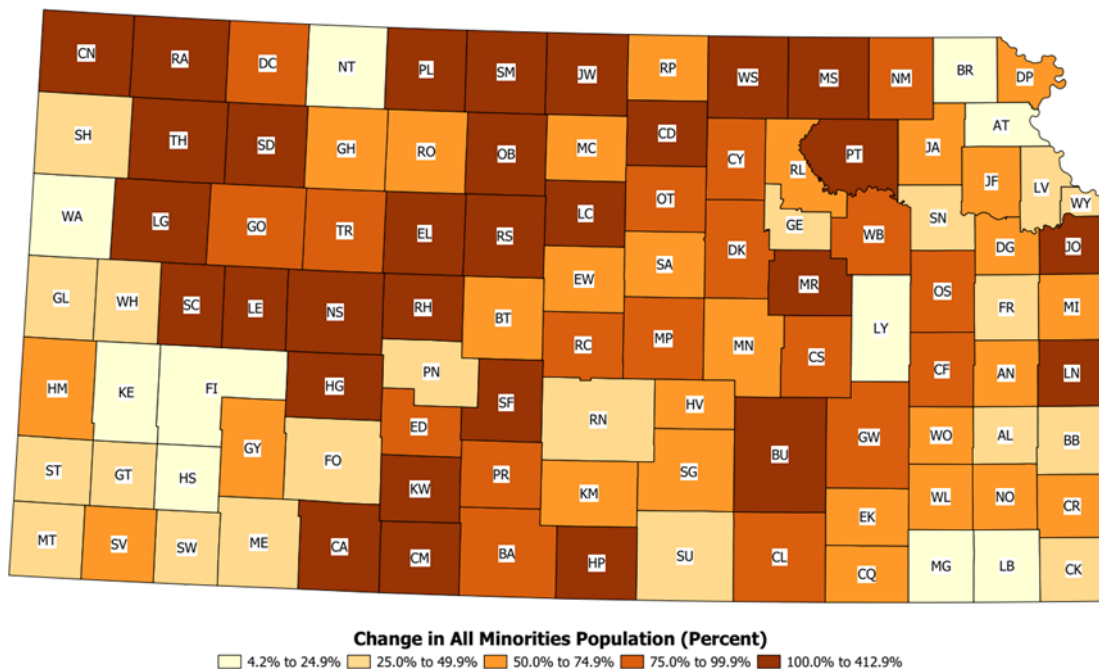 CN RA DC NT PL SM JW RP WS MS NM BR DP
SH TH SD GH RO OB MC CD CY RL PT JA AT
JF LV WY
WA LG GO TR EL RS LC OT GE WB SN
DK DG JO
GL WH SC LE NS RH BT EW SA MR OS FR MI
LY
HM KE FI HG PN SF RC MP MN CS CF AN LN
ED RN HV
ST GT HS GY FO KW PR KM SG BU GW WO AL BB
EK WL NO CR
MT SV SW ME CA CM BA HP SU CL CQ MG LB CK
Change in All Minorities Population (Percent)
4.2% to 24.9% 25.0% to 49.9% 50.0% to 74.9% 75.0% to 99.9% 100.0% to 412.9%